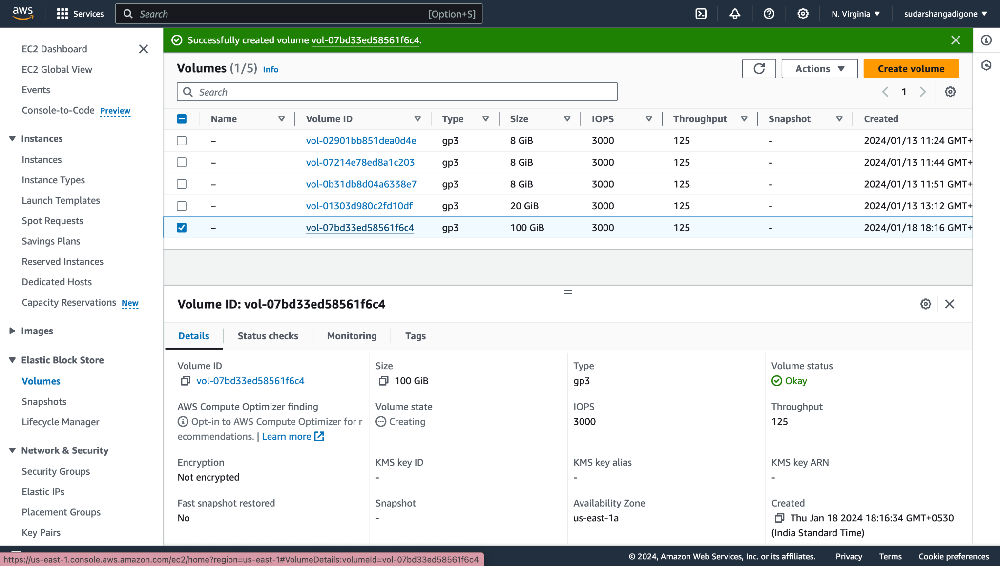 aws
Services
Search [Option+S]
N. Virginia
sudarshangadigone
EC2 Dashboard
EC2 Global View
Events
Console-to-Code Preview
Instances
Instances
Instance Types
Launch Templates
Spot Requests
Savings Plans
Reserved Instances
Dedicated Hosts
Capacity Reservations New
Images
Elastic Block Store
Volumes
Snapshots
Lifecycle Manager
Network & Security
Security Groups
Elastic IPs
Placement Groups
Key Pairs
Successfully created volume vol-07bd33ed58561f6c4.
Volumes (1/5) Info
Actions
Create volume
Search
1
Name Volume ID Type Size IOPS Throughput Snapshot Created
– vol-02901bb851dea0d4e gp3 8 GiB 3000 125 - 2024/01/13 11:24 GMT+
– vol-07214e78ed8a1c203 gp3 8 GiB 3000 125 - 2024/01/13 11:44 GMT+
– vol-0b31db8d04a6338e7 gp3 8 GiB 3000 125 - 2024/01/13 11:51 GMT+
– vol-01303d980c2fd10df gp3 20 GiB 3000 125 - 2024/01/13 13:12 GMT+
– vol-07bd33ed58561f6c4 gp3 100 GiB 3000 125 - 2024/01/18 18:16 GMT+
Volume ID: vol-07bd33ed58561f6c4
Details Status checks Monitoring Tags
Volume ID Size Type Volume status
vol-07bd33ed58561f6c4 100 GiB gp3 Okay
AWS Compute Optimizer finding Volume state IOPS Throughput
Opt-in to AWS Compute Optimizer for r Creating 3000 125
ecommendations. | Learn more
Encryption KMS key ID KMS key alias KMS key ARN
Not encrypted - - -
Fast snapshot restored Snapshot Availability Zone Created
No - us-east-1a Thu Jan 18 2024 18:16:34 GMT+0530
(India Standard Time)
https://us-east-1.console.aws.amazon.com/ec2/home?region=us-east-1#VolumeDetails:volumeId=vol-07bd33ed58561f6c4
© 2024, Amazon Web Services, Inc. or its affiliates. Privacy Terms Cookie preferences